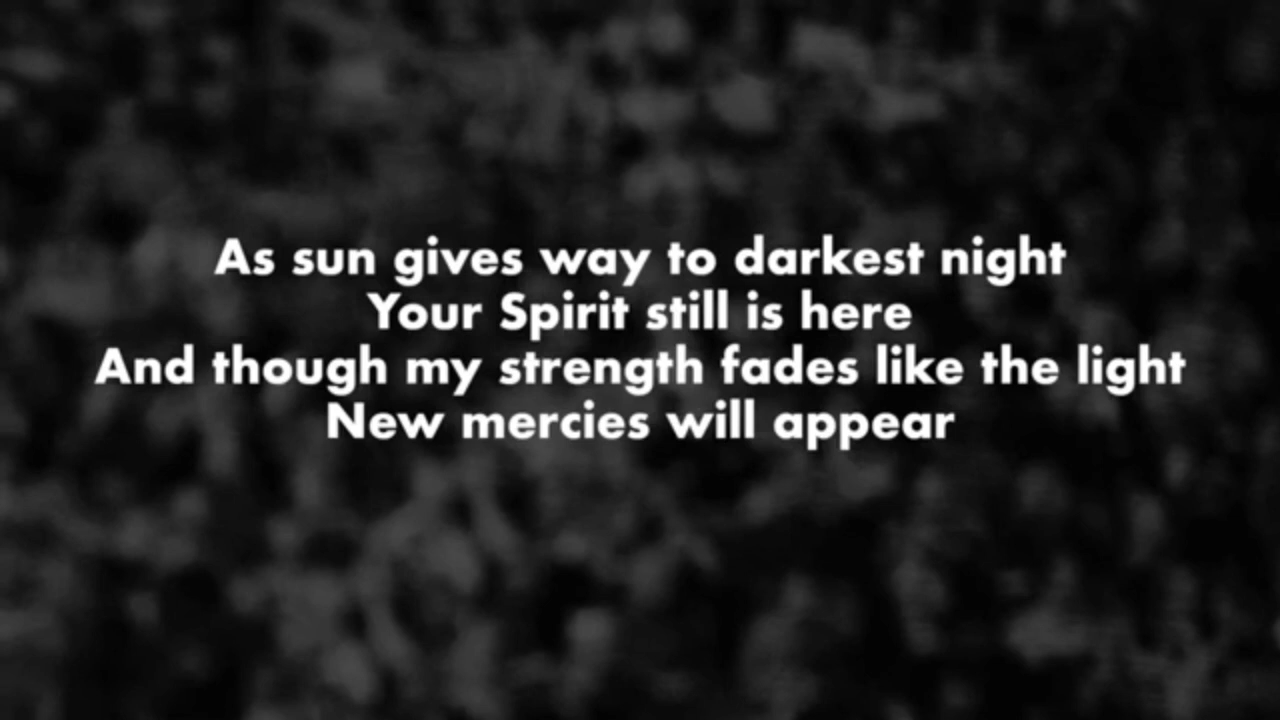 As sun gives way to darkest night
Your Spirit still is here
And though my strength fades like the light
New mercies will appear